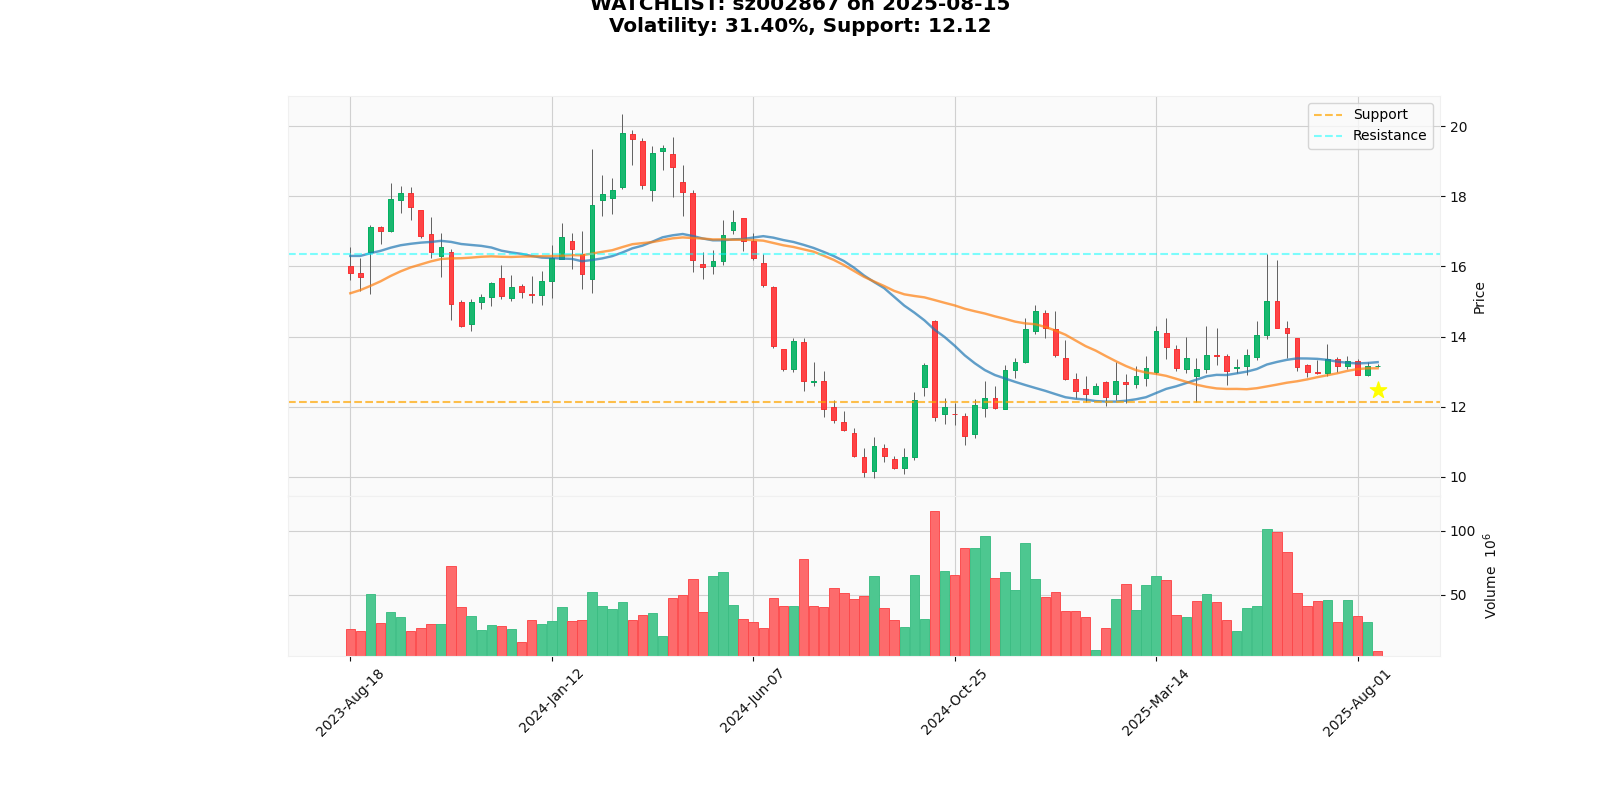 WATCHLIST: sz002867 on 2025-08-15
Volatility: 31.40%, Support: 12.12
Support
Resistance
20
18
16
14
12
10
Price
100
50
Volume 10⁶
2023-Aug-18
2024-Jan-12
2024-Jun-07
2024-Oct-25
2025-Mar-14
2025-Aug-01